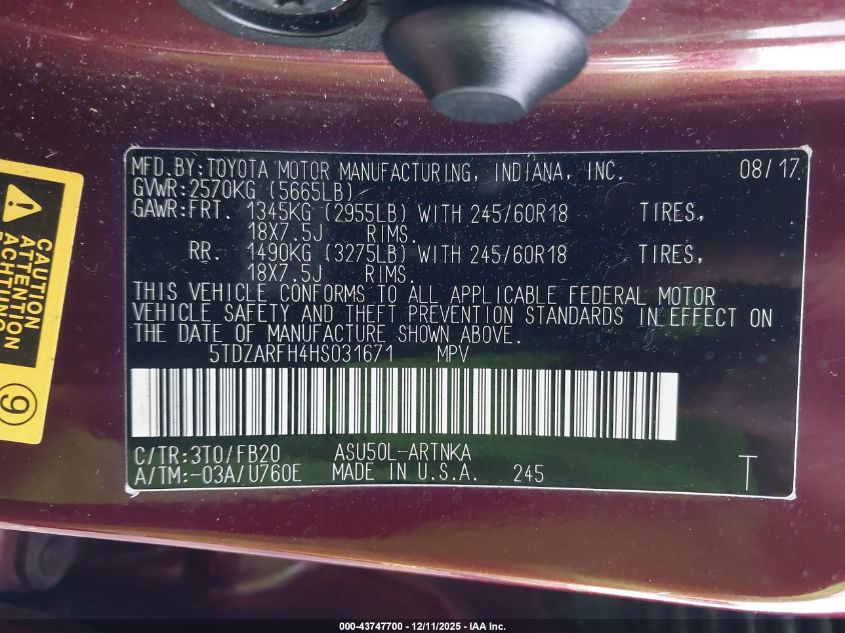 MFD.BY:TOYOTA MOTOR MANUFACTURING, INDIANA, INC. 08/17
GVWR:2570KG (5665LB)
GAWR:FRT. 1345KG (2955LB) WITH 245/60R18 TIRES,
18X7.5J RIMS.
RR. 1490KG (3275LB) WITH 245/60R18 TIRES,
18X7.5J RIMS.
THIS VEHICLE CONFORMS TO ALL APPLICABLE FEDERAL MOTOR
VEHICLE SAFETY AND THEFT PREVENTION STANDARDS IN EFFECT ON
THE DATE OF MANUFACTURE SHOWN ABOVE.
5TDZARFH4HS031671 MPV
C/TR:3T0/FB20 ASU50L-ARTNKA
A/TM:-03A/U760E MADE IN U.S.A. 245 T
CAUTION
ATTENTION
ACHTUNG
9
000-43747700 - 12/11/2025 - IAA Inc.